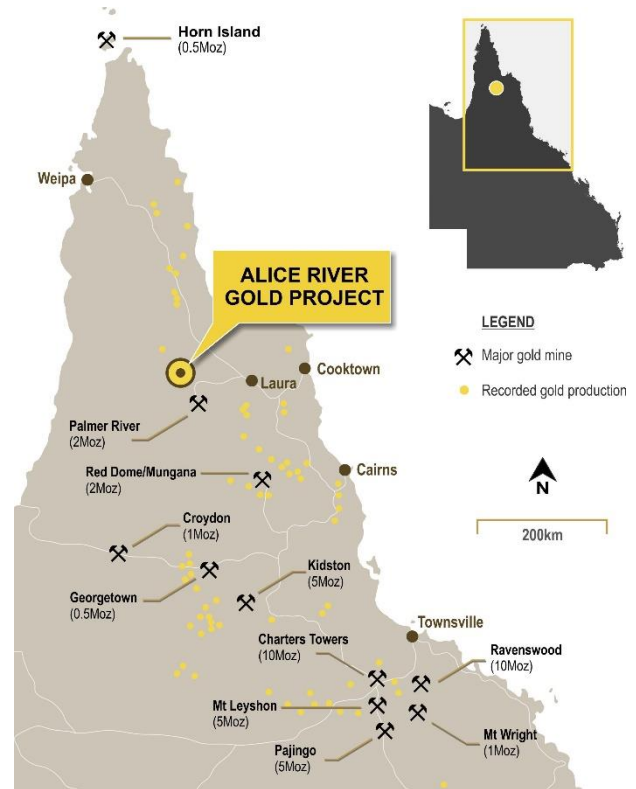 Horn Island
(0.5Moz)
Weipa
ALICE RIVER
GOLD PROJECT
LEGEND
Major gold mine
Recorded gold production
Cooktown
Laura
Palmer River
(2Moz)
Red Dome/Mungana
(2Moz)
Cairns
N
200km
Croydon
(1Moz)
Georgetown
(0.5Moz)
Kidston
(5Moz)
Townsville
Charters Towers
(10Moz)
Ravenswood
(10Moz)
Mt Leyshon
(5Moz)
Mt Wright
(1Moz)
Pajingo
(5Moz)